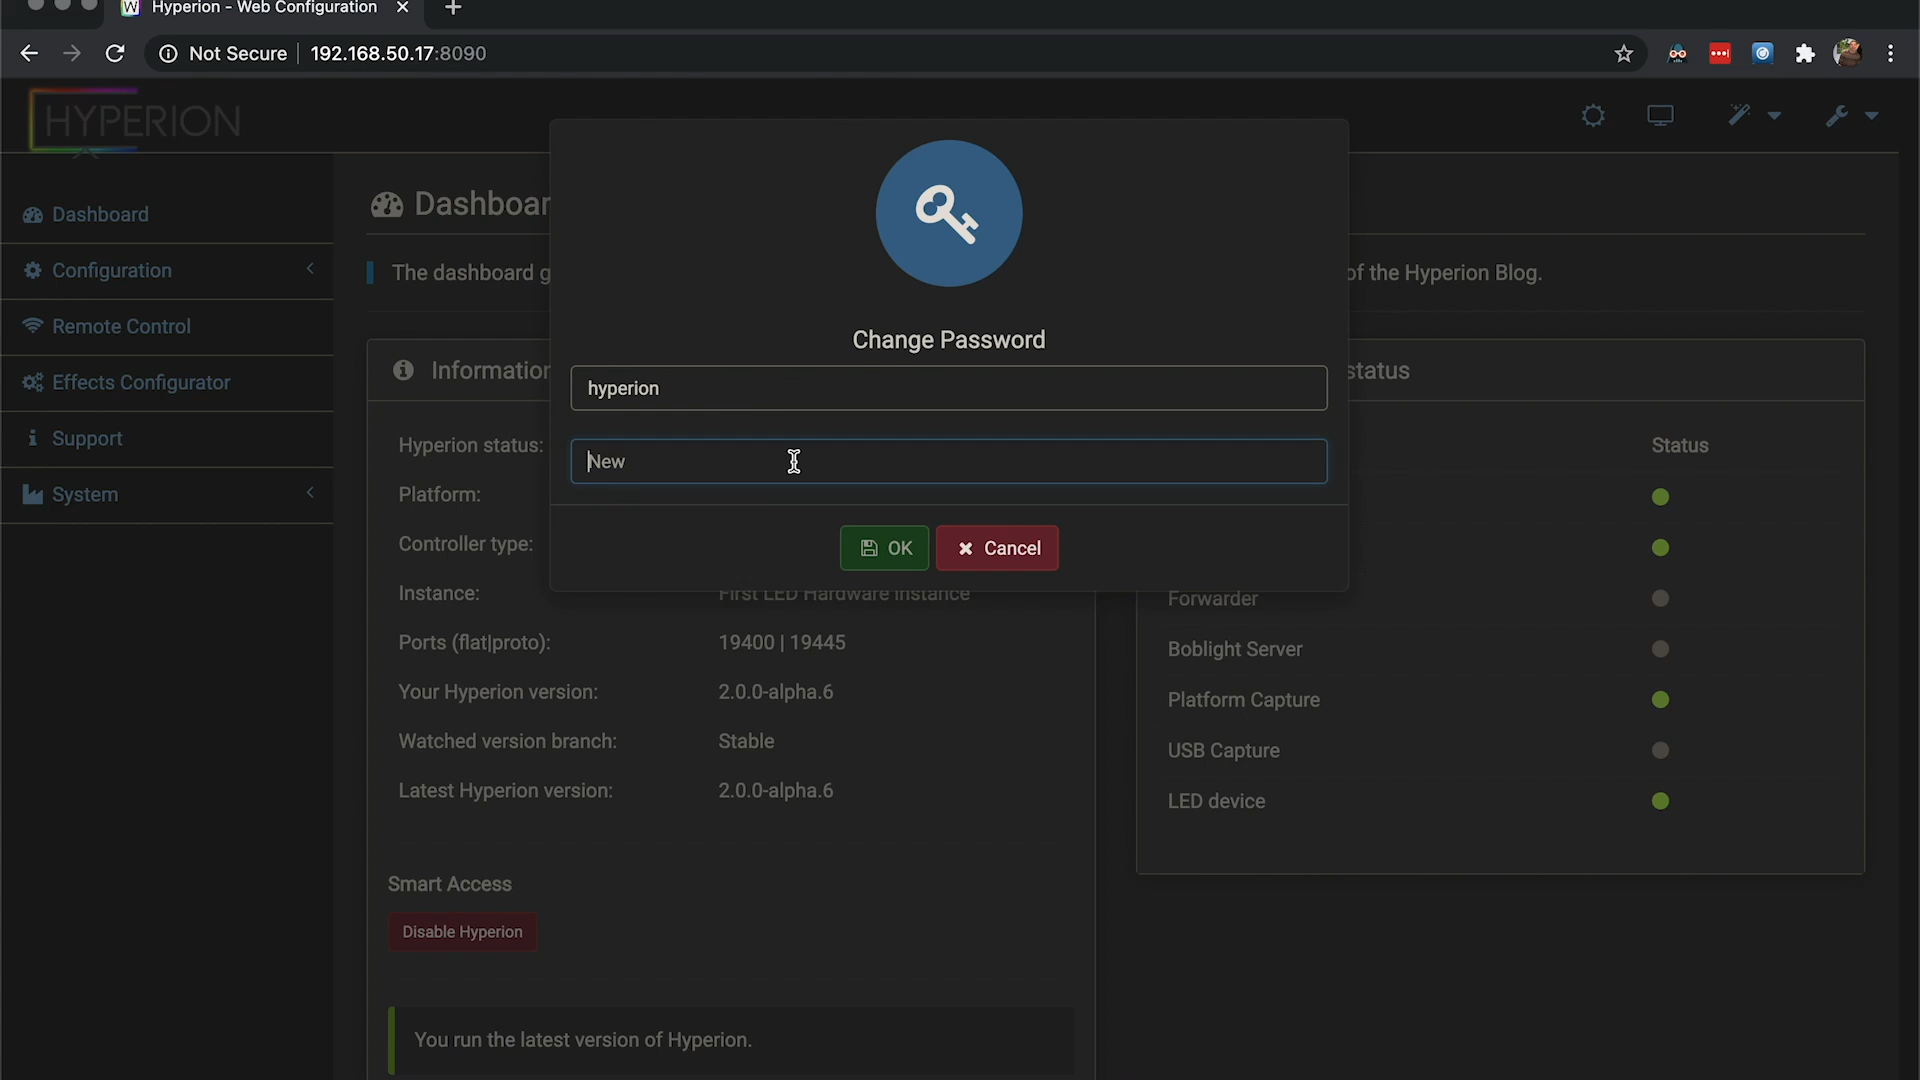 Hyperion - Web Configuration
Not Secure 192.168.50.17:8090
HYPERION
Dashboard
Configuration
Remote Control
Effects Configurator
Support
System
Dashboar
The dashboard g
of the Hyperion Blog.
Change Password
hyperion
New
OK
Cancel
Information
Hyperion status:
Platform:
Controller type:
Instance: First LED Hardware Instance
Ports (flat|proto): 19400 | 19445
Your Hyperion version: 2.0.0-alpha.6
Watched version branch: Stable
Latest Hyperion version: 2.0.0-alpha.6
Smart Access
Disable Hyperion
You run the latest version of Hyperion.
status
Status
Forwarder
Boblight Server
Platform Capture
USB Capture
LED device